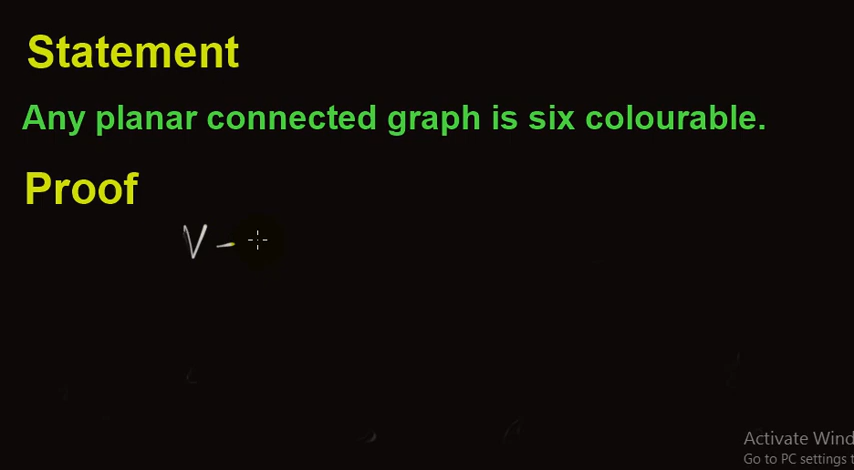 Statement
Any planar connected graph is six colourable.
Proof
V -
Activate Wind
Go to PC settings t